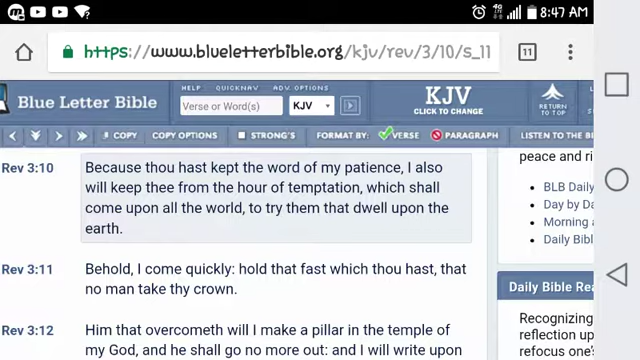 8:47 AM
https://www.blueletterbible.org/kjv/rev/3/10/s_11
11
HELP QUICKNAV ADV OPTIONS
Blue Letter Bible
Verse or Word(s)
KJV
KJV
CLICK TO CHANGE
RETURN
TO TOP
COPY COPY OPTIONS STRONG'S FORMAT BY: VERSE PARAGRAPH LISTEN TO THE BI
Rev 3:10 Because thou hast kept the word of my patience, I also
will keep thee from the hour of temptation, which shall
come upon all the world, to try them that dwell upon the
earth.
Rev 3:11 Behold, I come quickly: hold that fast which thou hast, that
no man take thy crown.
Rev 3:12 Him that overcometh will I make a pillar in the temple of
my God, and he shall go no more out: and I will write upon
peace and ri
BLB Daily
Day by D
Morning
Daily Bibl
Daily Bible Rea
Recognizing
reflection up
refocus one's